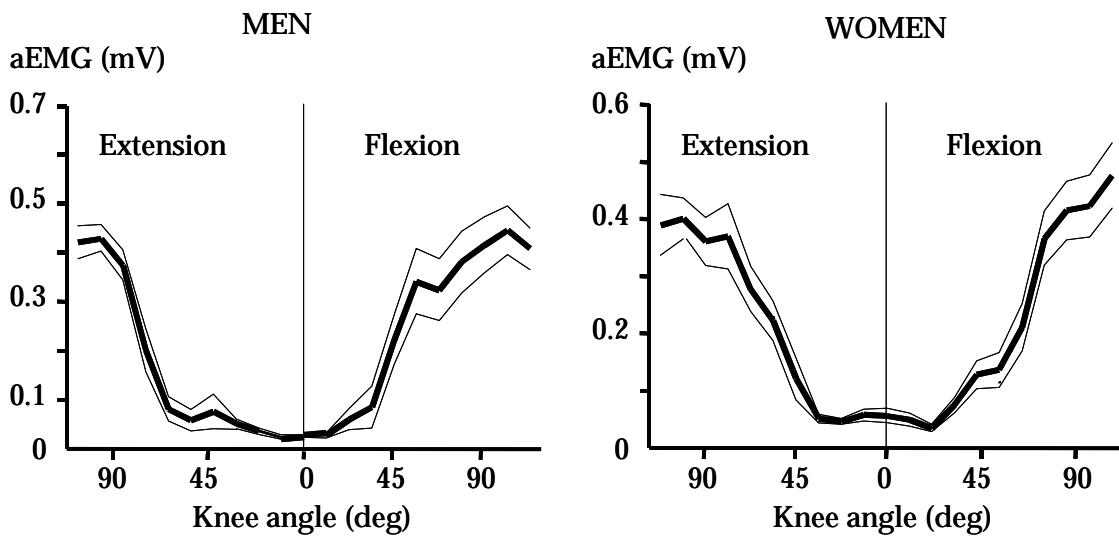 MEN
aEMG (mV)
0.7
Extension
Flexion
0.5
0.3
0.1
0
90
45
0
45
90
Knee angle (deg)
WOMEN
aEMG (mV)
0.6
Extension
Flexion
0.4
0.2
0
90
45
0
45
90
Knee angle (deg)